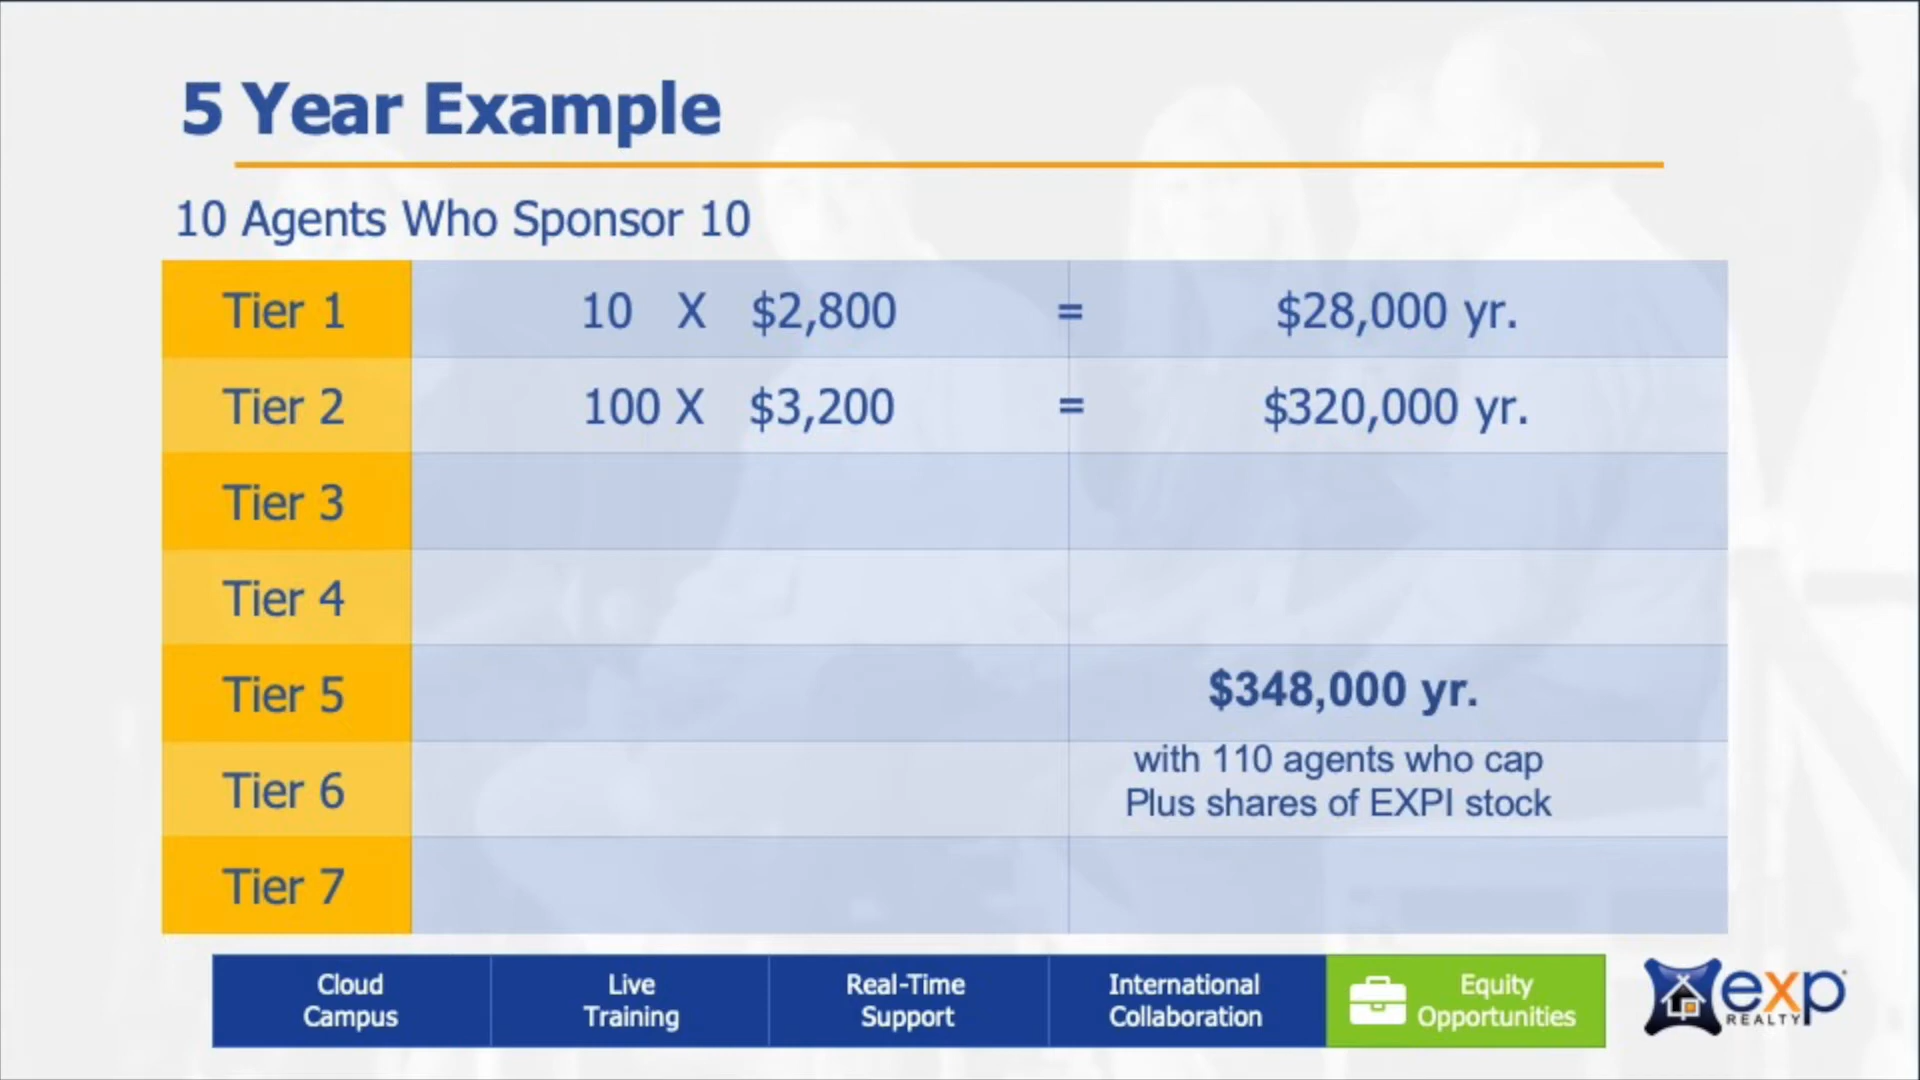 5 Year Example
10 Agents Who Sponsor 10
Tier 1 10 X $2,800 = $28,000 yr.
Tier 2 100 X $3,200 = $320,000 yr.
Tier 3
Tier 4
Tier 5 $348,000 yr.
with 110 agents who cap
Tier 6
Plus shares of EXPI stock
Tier 7
Cloud Campus
Live Training
Real-Time Support
International Collaboration
Equity Opportunities
exp
REALTY